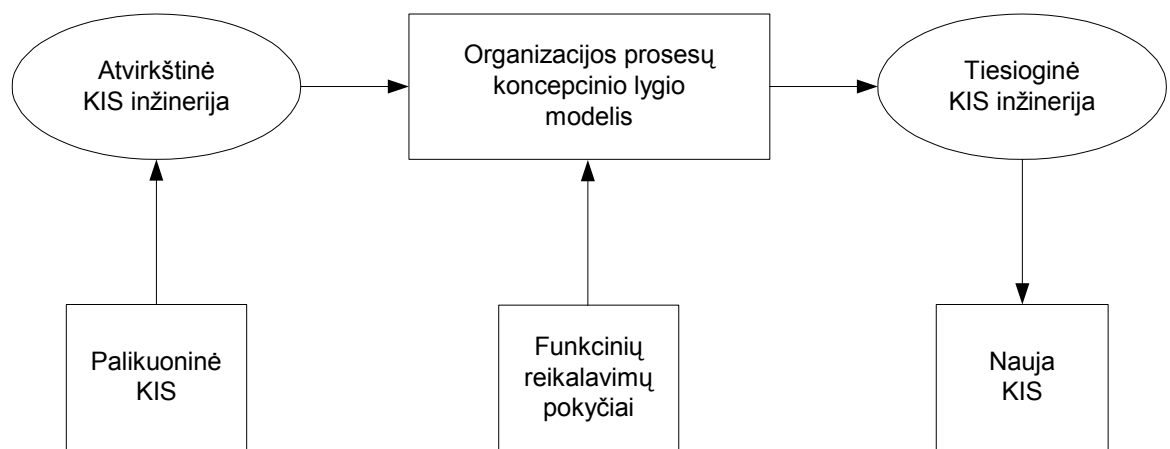 Atvirkštinė
KIS inžinerija
Organizacijos prosesų
koncepcinio lygio
modelis
Tiesioginė
KIS inžinerija
Palikuoninė
KIS
Funkcinių
reikalavimų
pokyčiai
Nauja
KIS